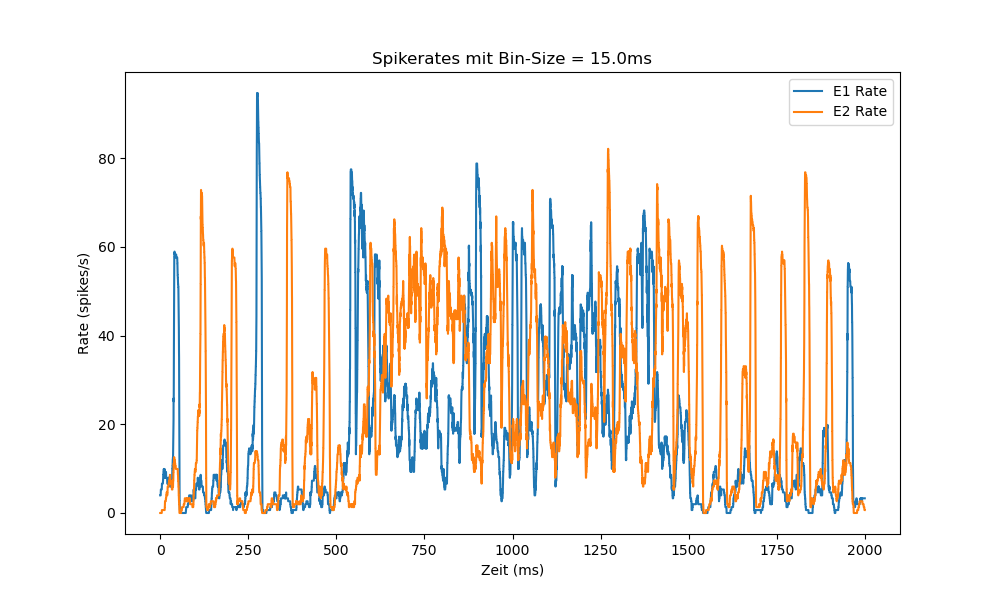 Spikerates mit Bin-Size = 15.0ms
E1 Rate
E2 Rate
Rate (spikes/s)
80
60
40
20
0
0 250 500 750 1000 1250 1500 1750 2000
Zeit (ms)